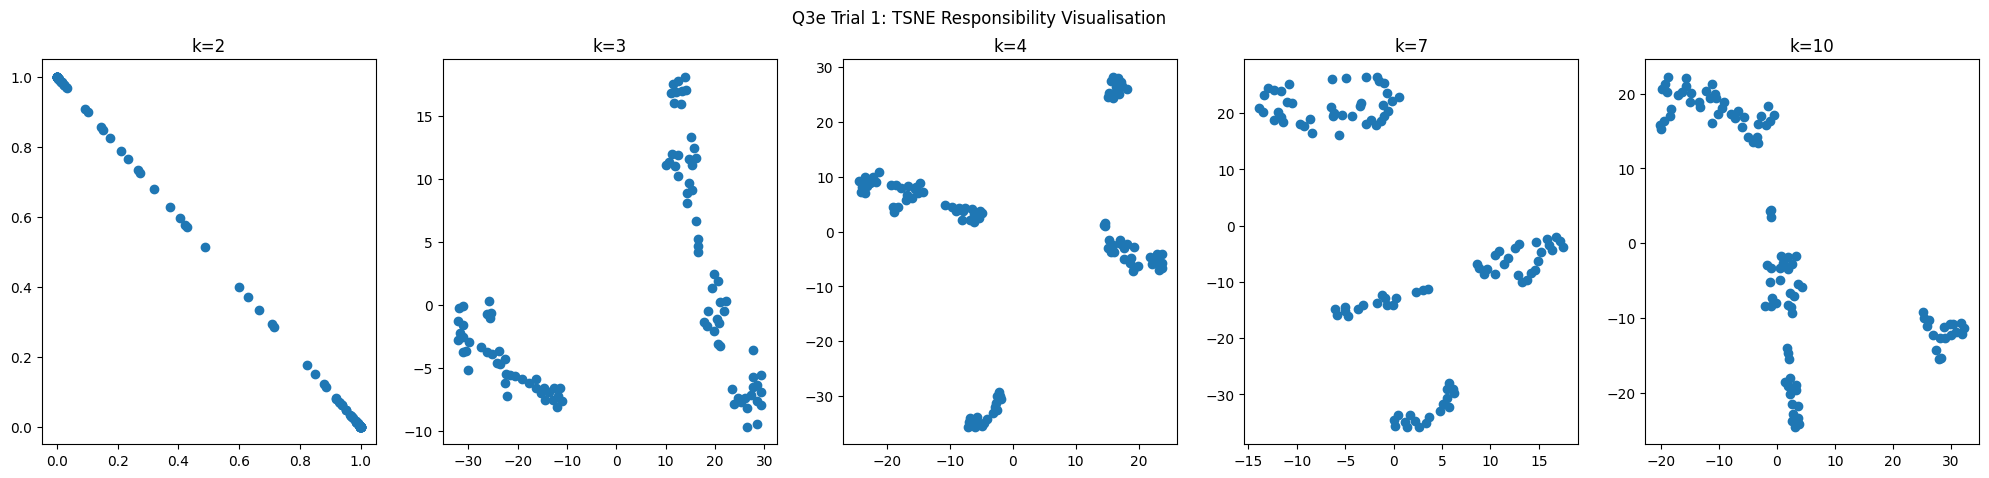 Q3e Trial 1: TSNE Responsibility Visualisation
k=2
k=3
k=4
k=7
k=10
1.0
0.8
0.6
0.4
0.2
0.0
0.0 0.2 0.4 0.6 0.8 1.0
15
10
5
0
−5
−10
−30 −20 −10 0 10 20 30
30
20
10
0
−10
−20
−30
−20 −10 0 10 20
20
10
0
−10
−20
−30
−15 −10 −5 0 5 10 15
20
10
0
−10
−20
−20 −10 0 10 20 30